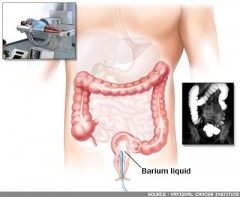 Barium liquid
SOURCE : NATIONAL CANCER INSTITUTE